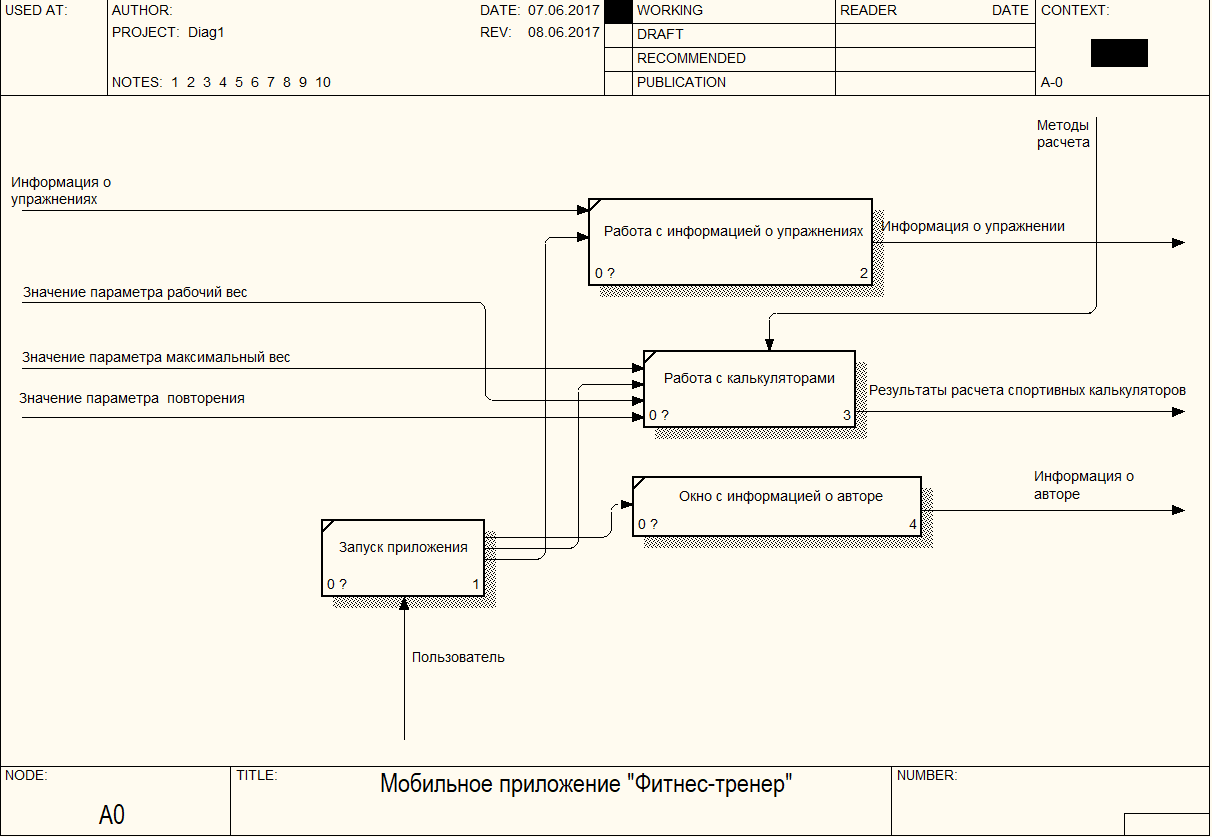 USED AT:
AUTHOR:
DATE: 07.06.2017
WORKING
READER
DATE
CONTEXT:
PROJECT: Diag1
REV: 08.06.2017
DRAFT
RECOMMENDED
NOTES: 1 2 3 4 5 6 7 8 9 10
PUBLICATION
A-0
Методы
расчета
Информация о
упражнениях
Работа с информацией о упражнениях
0 ?
2
Информация о упражнении
Значение параметра рабочий вес
Значение параметра максимальный вес
Значение параметра повторения
Работа с калькуляторами
0 ?
3
Результаты расчета спортивных калькуляторов
Окно с информацией о авторе
0 ?
4
Информация о
авторе
Запуск приложения
0 ?
1
Пользователь
NODE:
A0
TITLE:
Мобильное приложение "Фитнес-тренер"
NUMBER: